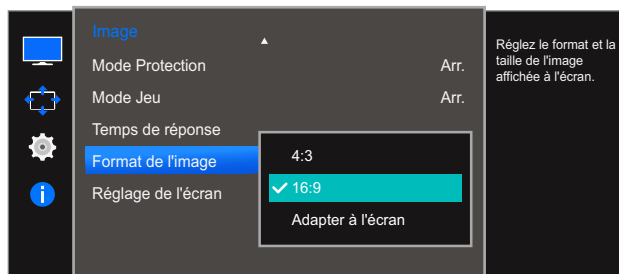 Image
Mode Protection Arr.
Mode Jeu Arr.
Temps de réponse
Format de l'image
Réglage de l'écran
4:3
16:9
Adapter à l'écran
Réglez le format et la
taille de l'image
affichée à l'écran.